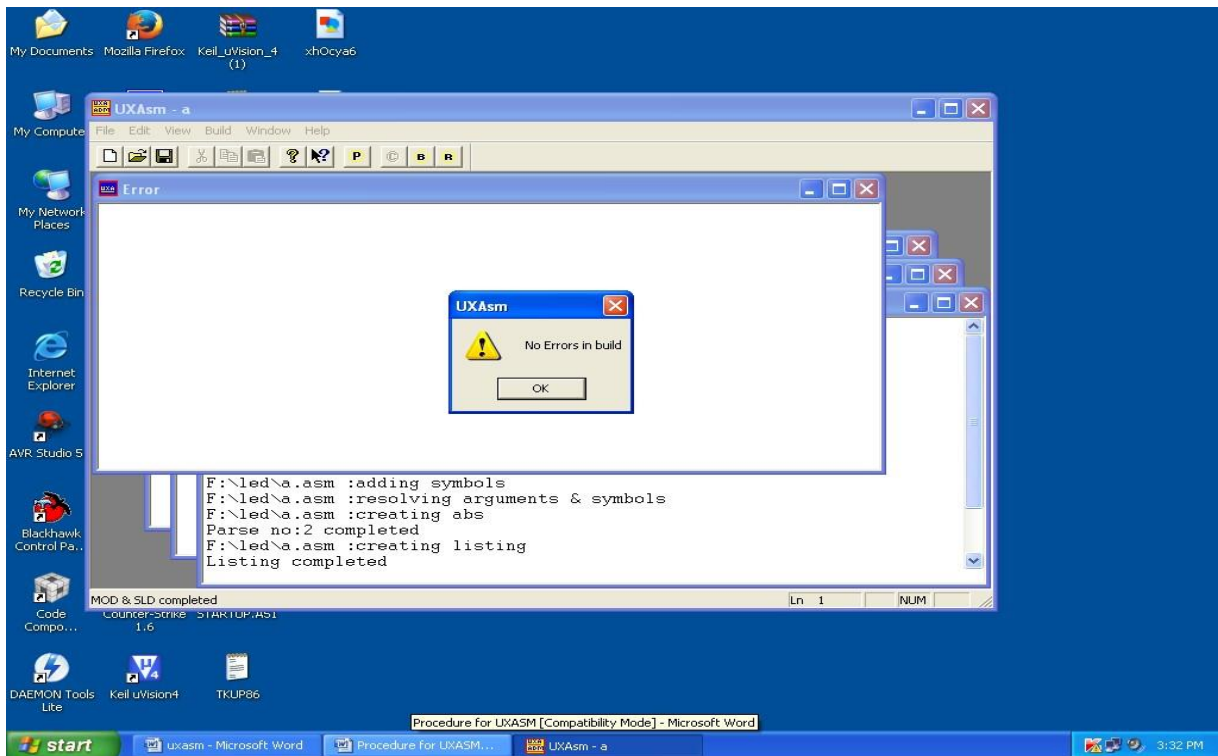 My Documents
Mozilla Firefox
Keil_uVision_4
(1)
xhOcya6
My Compute
UXAsm - a
File Edit View Build Window Help
P © B R
My Network
Places
Error
Recycle Bin
UXAsm
No Errors in build
OK
Internet
Explorer
AVR Studio 5
F:\led\a.asm :adding symbols
F:\led\a.asm :resolving arguments & symbols
F:\led\a.asm :creating abs
Parse no:2 completed
F:\led\a.asm :creating listing
Listing completed
Blackhawk
Control Pa...
MOD & SLD completed
Ln 1
NUM
Code
Compo...
Counter-Strike
1.6
STARTUP.A51
DAEMON Tools
Lite
Keil uVision4
TKUP86
Procedure for UXASM [Compatibility Mode] - Microsoft Word
start
uxasm - Microsoft Word
Procedure for UXASM...
UXAsm - a
3:32 PM